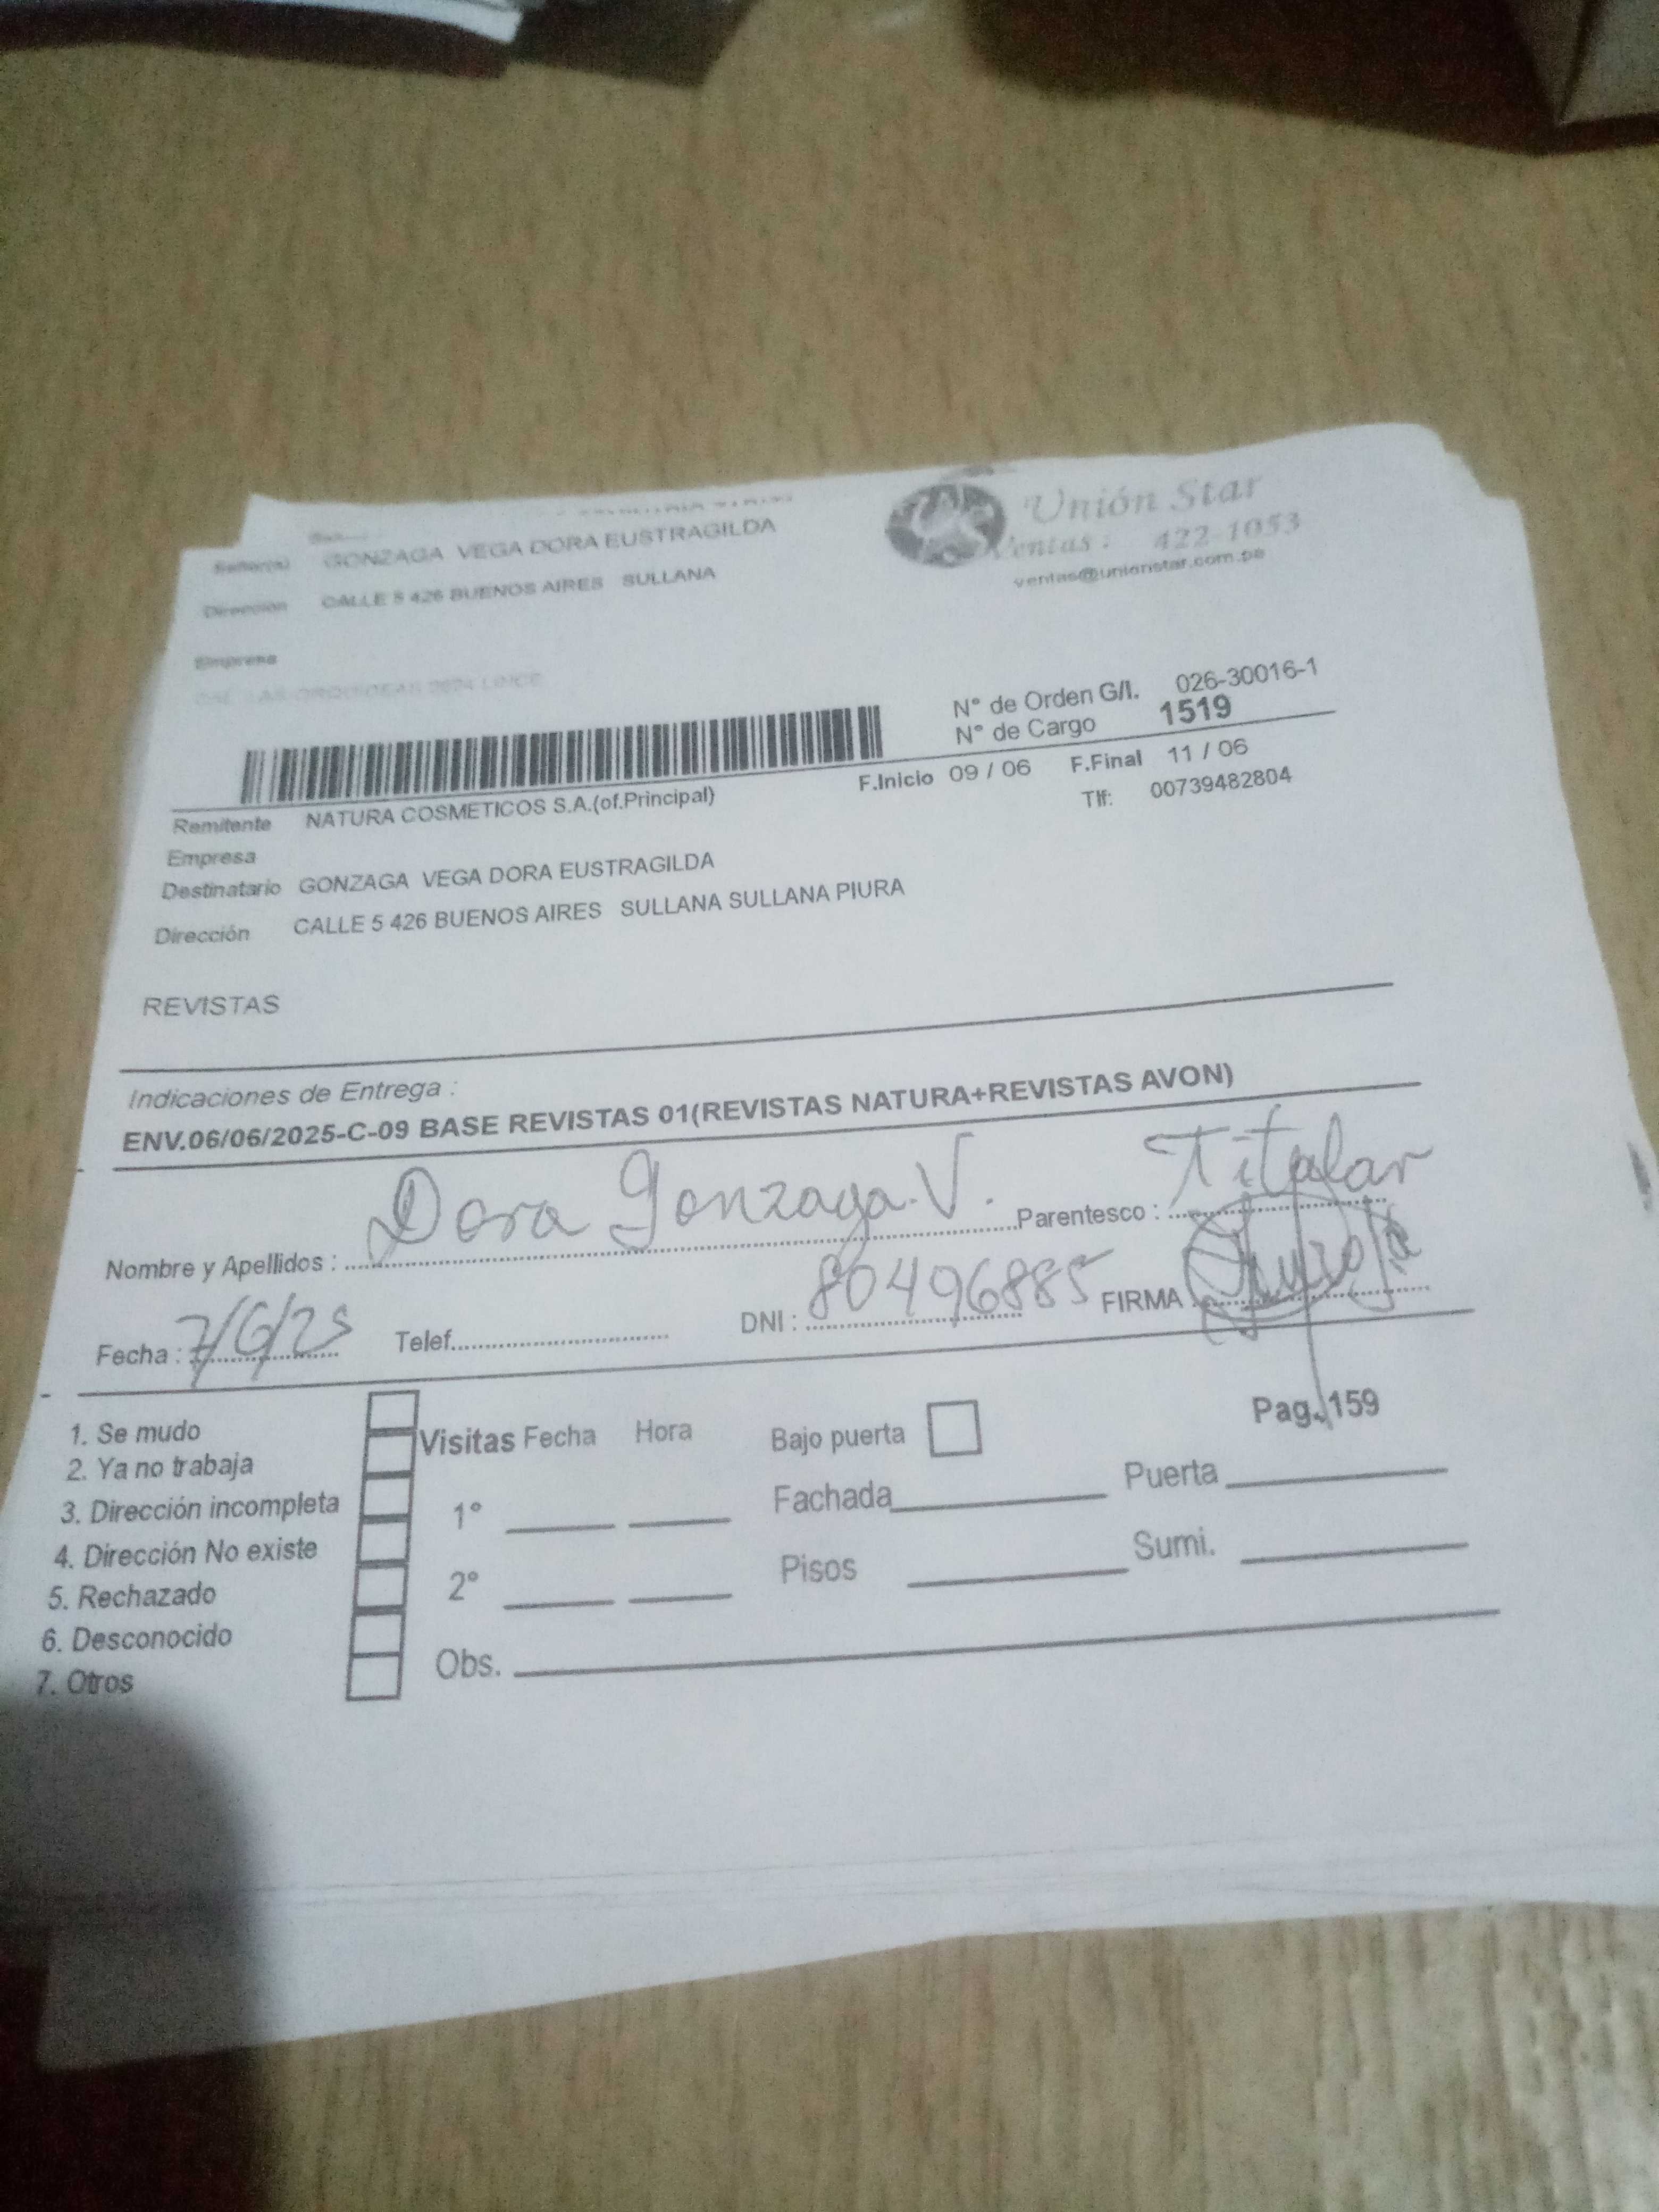 Señor(a) GONZAGA VEGA DORA EUSTRAGILDA
Dirección CALLE 5 426 BUENOS AIRES SULLANA
Empresa
Unión Star
Ventas : 422-1053
ventas@unionstar.com.pe
N° de Orden G/I. 026-30016-1
N° de Cargo 1519
F.Inicio 09 / 06 F.Final 11 / 06
Tlf: 00739482804
Remitente NATURA COSMETICOS S.A.(of.Principal)
Empresa
Destinatario GONZAGA VEGA DORA EUSTRAGILDA
Dirección CALLE 5 426 BUENOS AIRES SULLANA SULLANA PIURA
REVISTAS
Indicaciones de Entrega :
ENV.06/06/2025-C-09 BASE REVISTAS 01(REVISTAS NATURA+REVISTAS AVON)
Nombre y Apellidos : Dora Gonzaga V. Parentesco : Titular
Fecha : 7/6/25 Telef. DNI : 80496885 FIRMA
Pag. 159
1. Se mudo
2. Ya no trabaja
3. Dirección incompleta
4. Dirección No existe
5. Rechazado
6. Desconocido
7. Otros
Visitas Fecha Hora
1°
2°
Obs.
Bajo puerta
Fachada Puerta
Pisos Sumi.